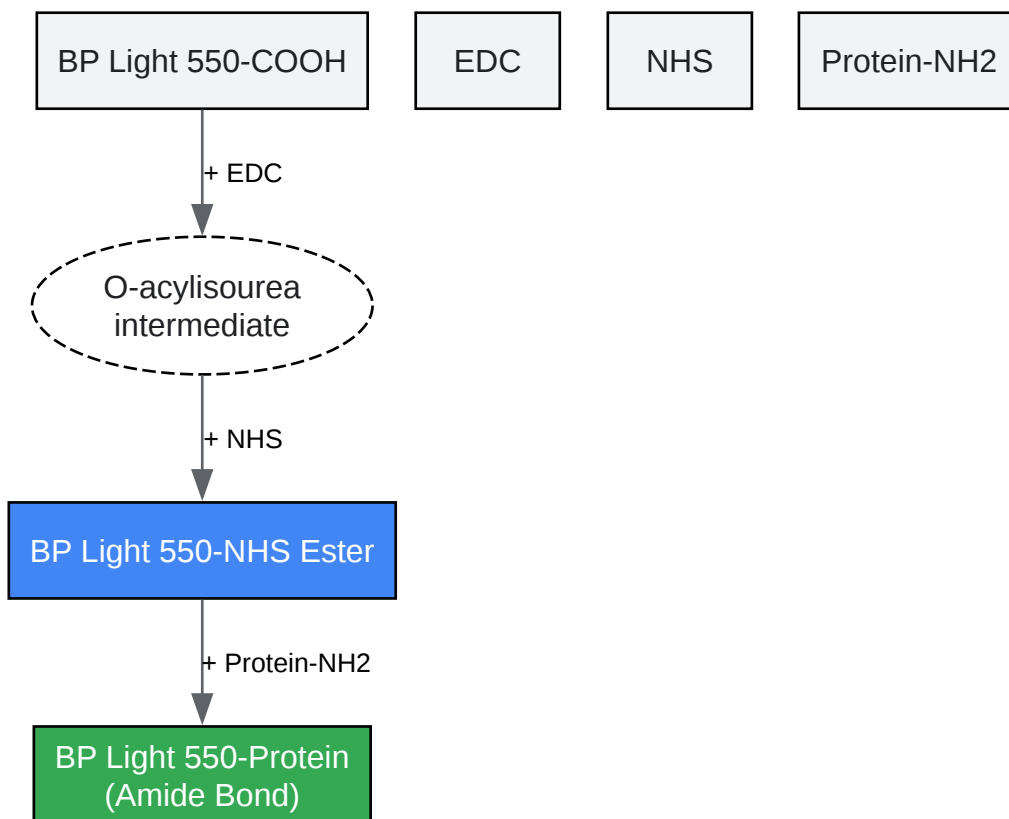 BP Light 550-COOH
EDC
NHS
Protein-NH2
+ EDC
O-acylisourea
intermediate
+ NHS
BP Light 550-NHS Ester
+ Protein-NH2
BP Light 550-Protein
(Amide Bond)